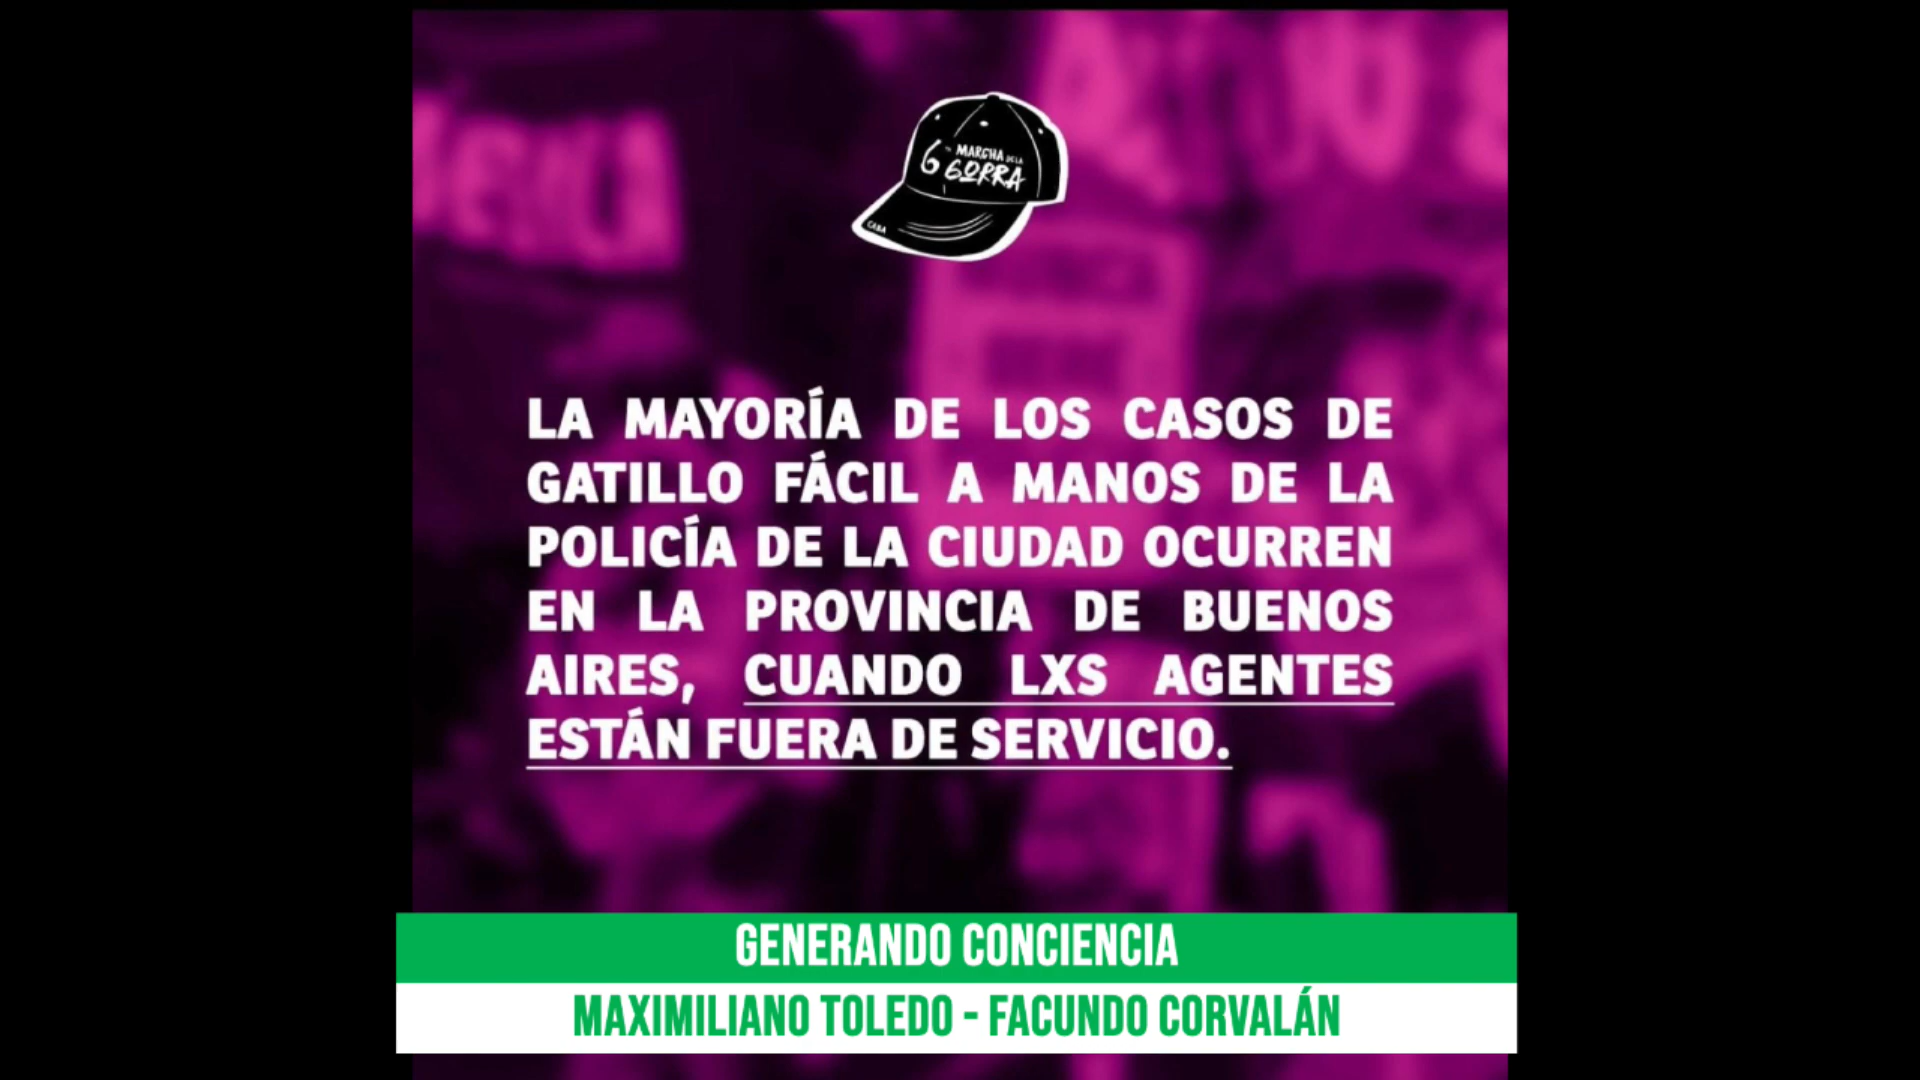 6ta MARCHA DE LA
GORRA
CABA
LA MAYORÍA DE LOS CASOS DE
GATILLO FÁCIL A MANOS DE LA
POLICÍA DE LA CIUDAD OCURREN
EN LA PROVINCIA DE BUENOS
AIRES, CUANDO LXS AGENTES
ESTÁN FUERA DE SERVICIO.
GENERANDO CONCIENCIA
MAXIMILIANO TOLEDO - FACUNDO CORVALÁN